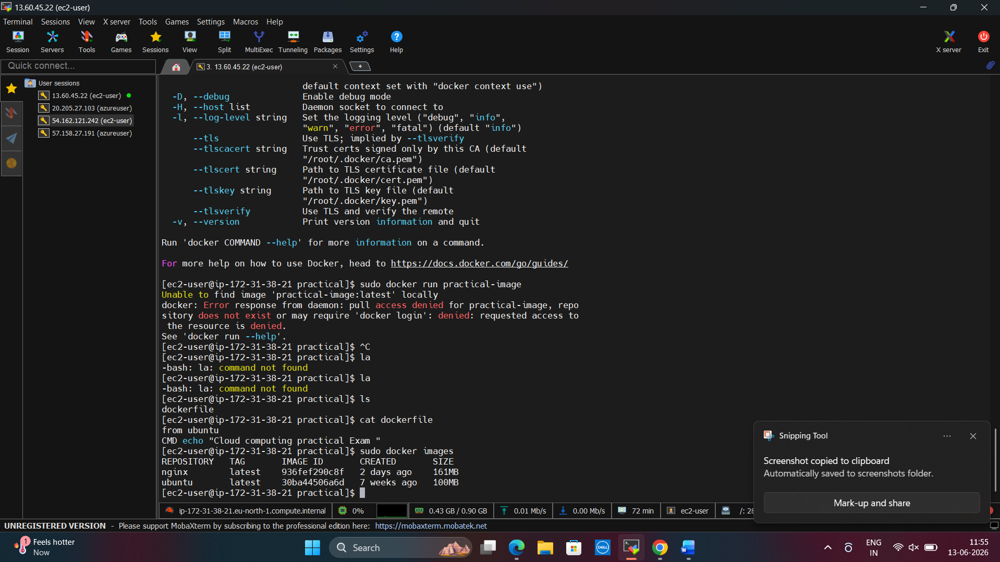 13.60.45.22 (ec2-user)
Terminal Sessions View X server Tools Games Settings Macros Help
Session Servers Tools Games Sessions View Split MultiExec Tunneling Packages Settings Help X server Exit
Quick connect...
3. 13.60.45.22 (ec2-user)
User sessions
13.60.45.22 (ec2-user)
20.205.27.103 (azureuser)
54.162.121.242 (ec2-user)
57.158.27.191 (azureuser)
default context set with "docker context use")
-D, --debug Enable debug mode
-H, --host list Daemon socket to connect to
-l, --log-level string Set the logging level ("debug", "info",
"warn", "error", "fatal") (default "info")
--tls Use TLS; implied by --tlsverify
--tlscacert string Trust certs signed only by this CA (default
"/root/.docker/ca.pem")
--tlscert string Path to TLS certificate file (default
"/root/.docker/cert.pem")
--tlskey string Path to TLS key file (default
"/root/.docker/key.pem")
--tlsverify Use TLS and verify the remote
-v, --version Print version information and quit
Run 'docker COMMAND --help' for more information on a command.
For more help on how to use Docker, head to https://docs.docker.com/go/guides/
[ec2-user@ip-172-31-38-21 practical]$ sudo docker run practical-image
Unable to find image 'practical-image:latest' locally
docker: Error response from daemon: pull access denied for practical-image, repo
sitory does not exist or may require 'docker login': denied: requested access to
the resource is denied.
See 'docker run --help'.
[ec2-user@ip-172-31-38-21 practical]$ ^C
[ec2-user@ip-172-31-38-21 practical]$ la
-bash: la: command not found
[ec2-user@ip-172-31-38-21 practical]$ la
-bash: la: command not found
[ec2-user@ip-172-31-38-21 practical]$ ls
dockerfile
[ec2-user@ip-172-31-38-21 practical]$ cat dockerfile
from ubuntu
CMD echo "Cloud computing practical Exam "
[ec2-user@ip-172-31-38-21 practical]$ sudo docker images
REPOSITORY TAG IMAGE ID CREATED SIZE
nginx latest 936fef290c8f 2 days ago 161MB
ubuntu latest 30ba44506a6d 7 weeks ago 100MB
[ec2-user@ip-172-31-38-21 practical]$
Snipping Tool
Screenshot copied to clipboard
Automatically saved to screenshots folder.
Mark-up and share
ip-172-31-38-21.eu-north-1.compute.internal 0% 0.43 GB / 0.90 GB 0.01 Mb/s 0.00 Mb/s 72 min ec2-user /: 28
UNREGISTERED VERSION - Please support MobaXterm by subscribing to the professional edition here: https://mobaxterm.mobatek.net
1
Feels hotter
Now
Search
DELL
W
ENG
IN
11:55
13-06-2026